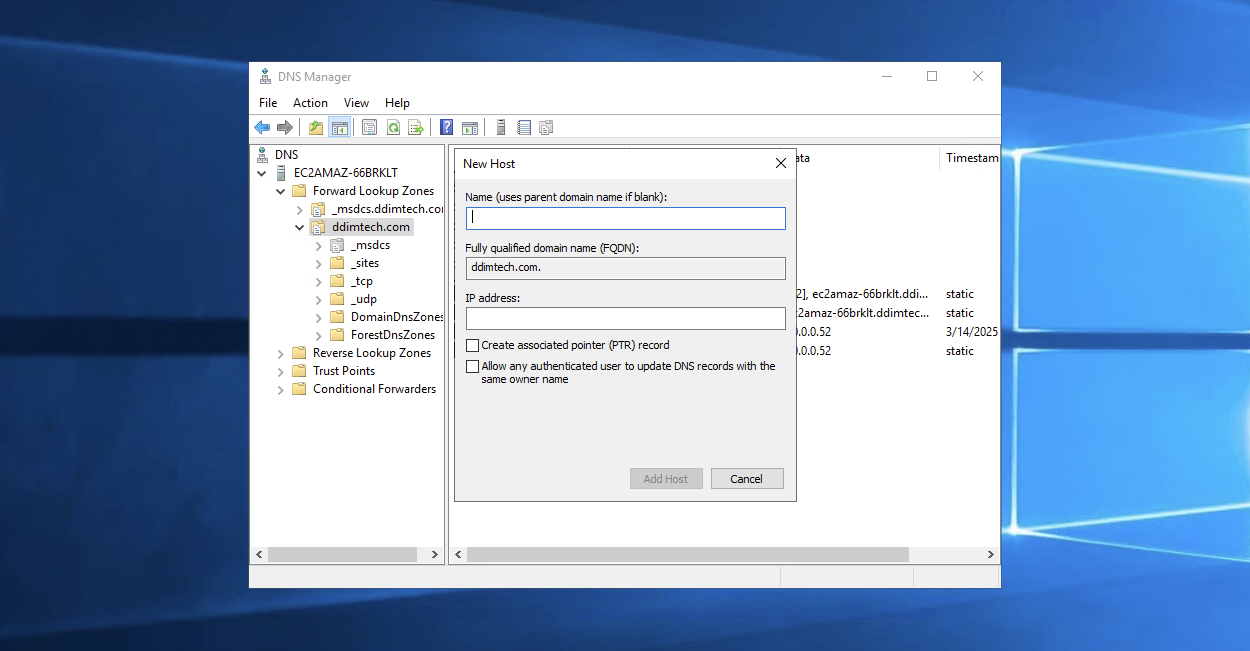 DNS Manager
File Action View Help
DNS
EC2AMAZ-66BRKLT
Forward Lookup Zones
_msdcs.ddimtech.co
ddimtech.com
_msdcs
_sites
_tcp
_udp
DomainDnsZones
ForestDnsZones
Reverse Lookup Zones
Trust Points
Conditional Forwarders
New Host
Name (uses parent domain name if blank):
Fully qualified domain name (FQDN):
ddimtech.com.
IP address:
Create associated pointer (PTR) record
Allow any authenticated user to update DNS records with the
same owner name
Add Host Cancel
ata Timestam
2], ec2amaz-66brklt.ddi... static
c2amaz-66brklt.ddimtec... static
.0.0.52 3/14/2025
.0.0.52 static